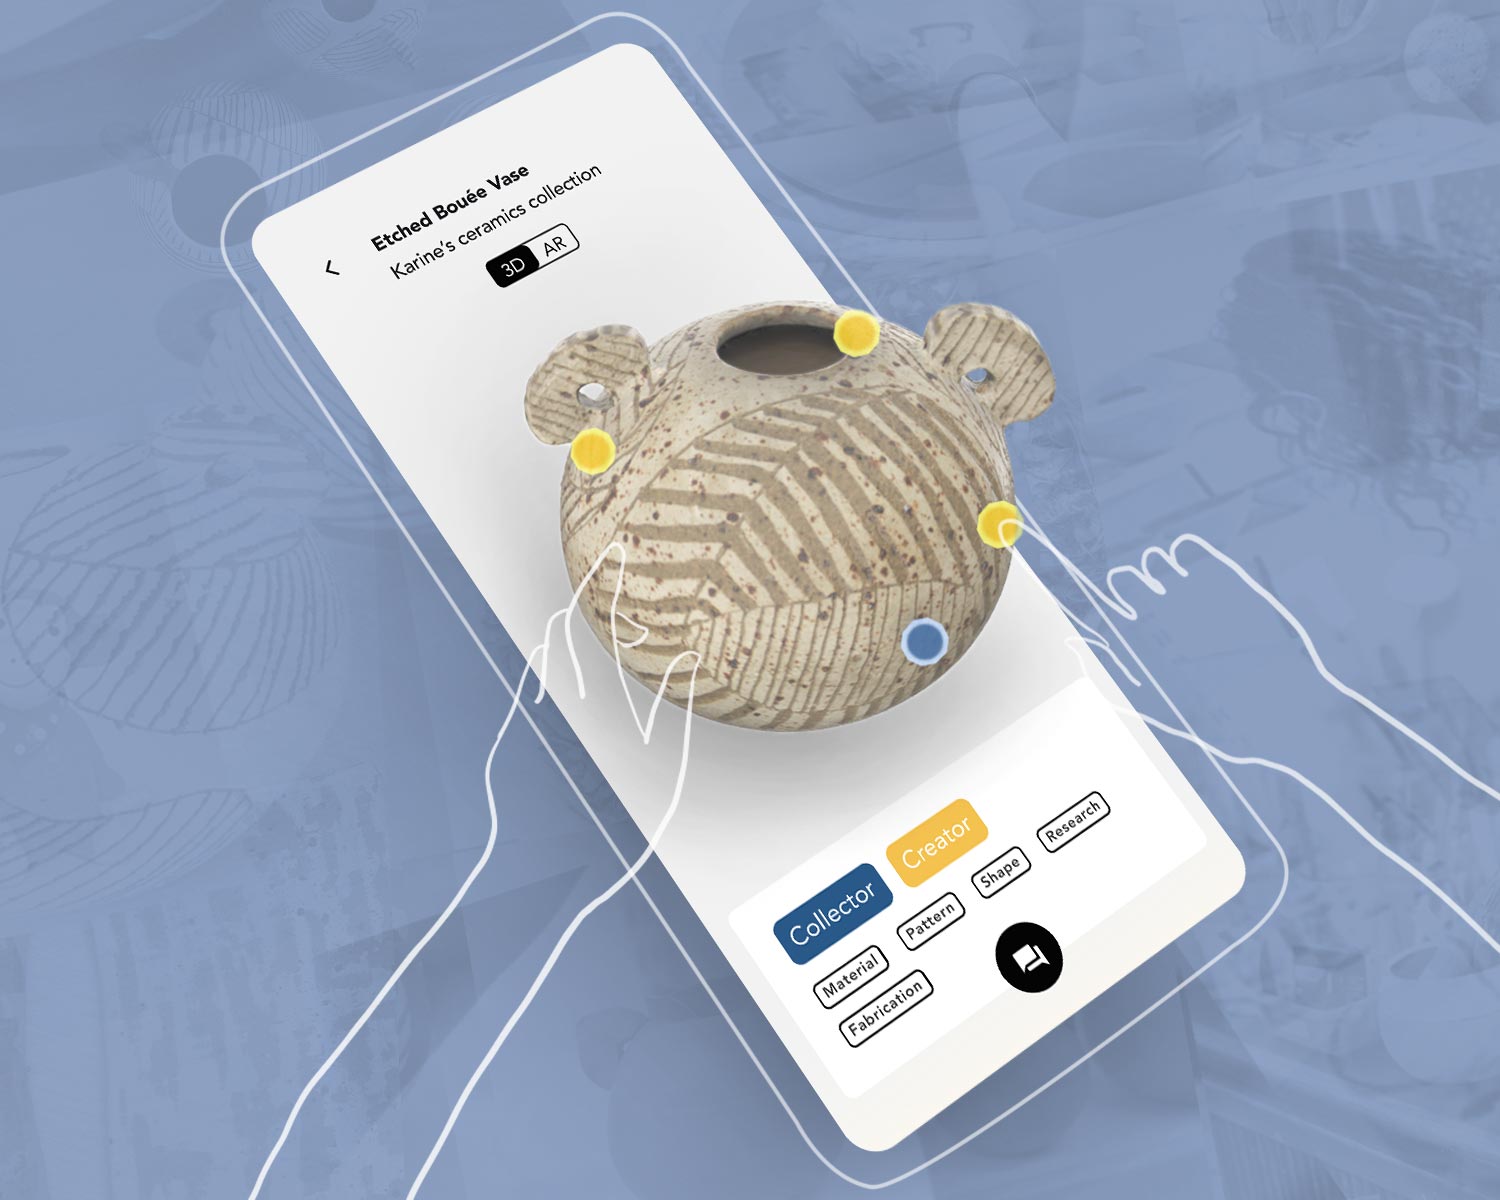 Etched Bouée Vase
Karine's ceramics collection
3D AR
Collector Creator
Material Pattern Shape Research
Fabrication